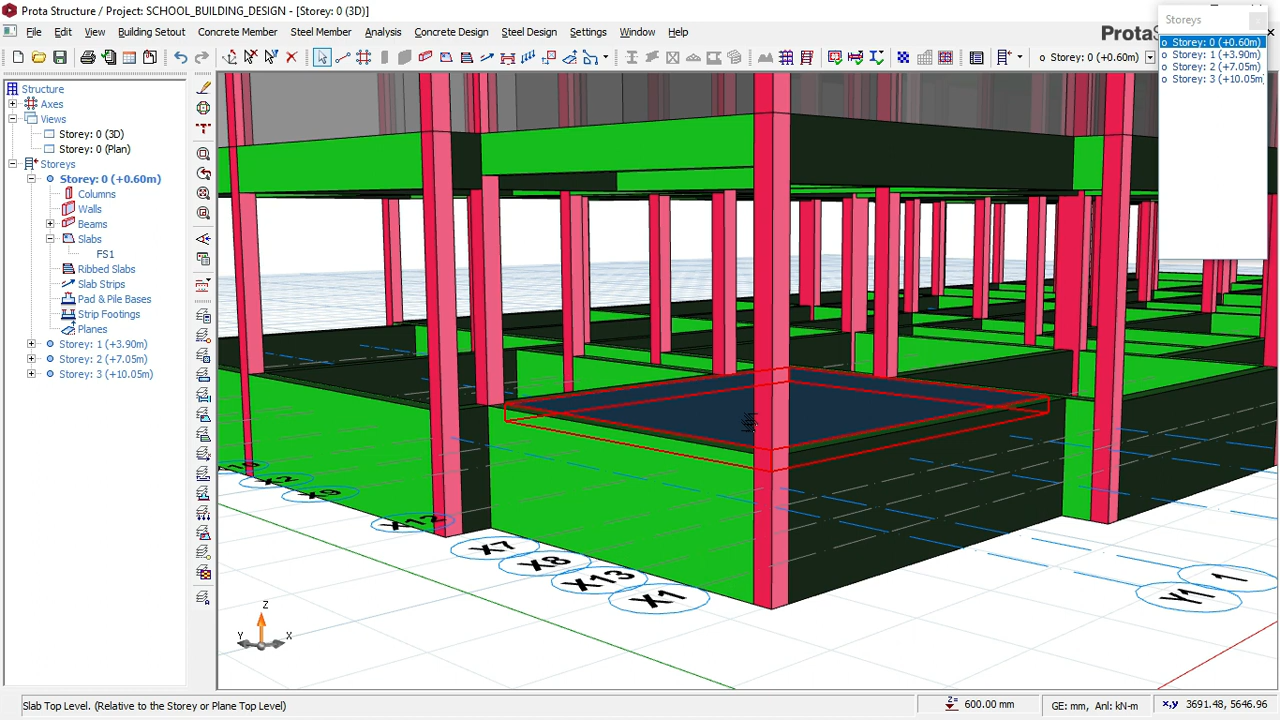 Prota Structure / Project: SCHOOL_BUILDING_DESIGN - [Storey: 0 (3D)]
File Edit View Building Setout Concrete Member Steel Member Analysis Concrete Design Steel Design Settings Window Help
ProtaS
Storeys
Storey: 0 (+0.60m)
Storey: 1 (+3.90m)
Storey: 2 (+7.05m)
Storey: 3 (+10.05m
Storey: 0 (+0.60m)
Structure
Axes
Views
Storey: 0 (3D)
Storey: 0 (Plan)
Storeys
Storey: 0 (+0.60m)
Columns
Walls
Beams
Slabs
FS1
Ribbed Slabs
Slab Strips
Pad & Pile Bases
Strip Footings
Planes
Storey: 1 (+3.90m)
Storey: 2 (+7.05m)
Storey: 3 (+10.05m)
X2
X9
X12
X7
X8
X13
X1
1
Y1
Z
Y
X
Slab Top Level. (Relative to the Storey or Plane Top Level)
Z= 600.00 mm
GE: mm, Anl: kN-m
x,y 3691.48, 5646.96